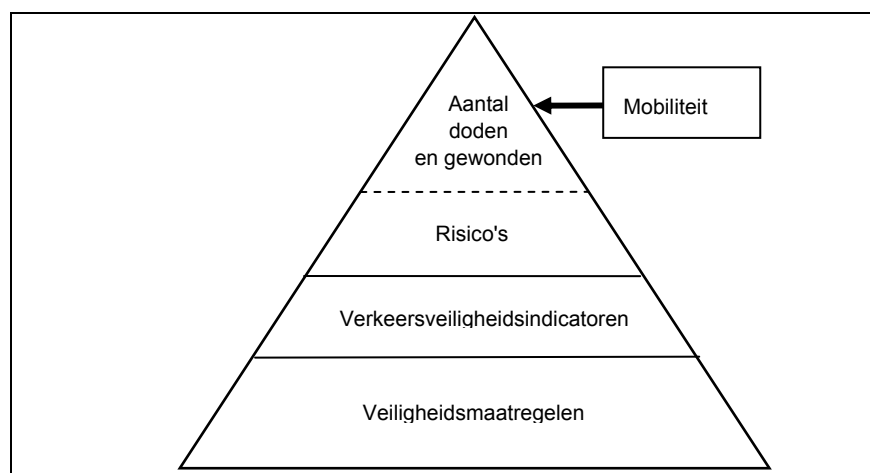 Aantal
doden
en gewonden
Mobiliteit
Risico's
Verkeersveiligheidsindicatoren
Veiligheidsmaatregelen